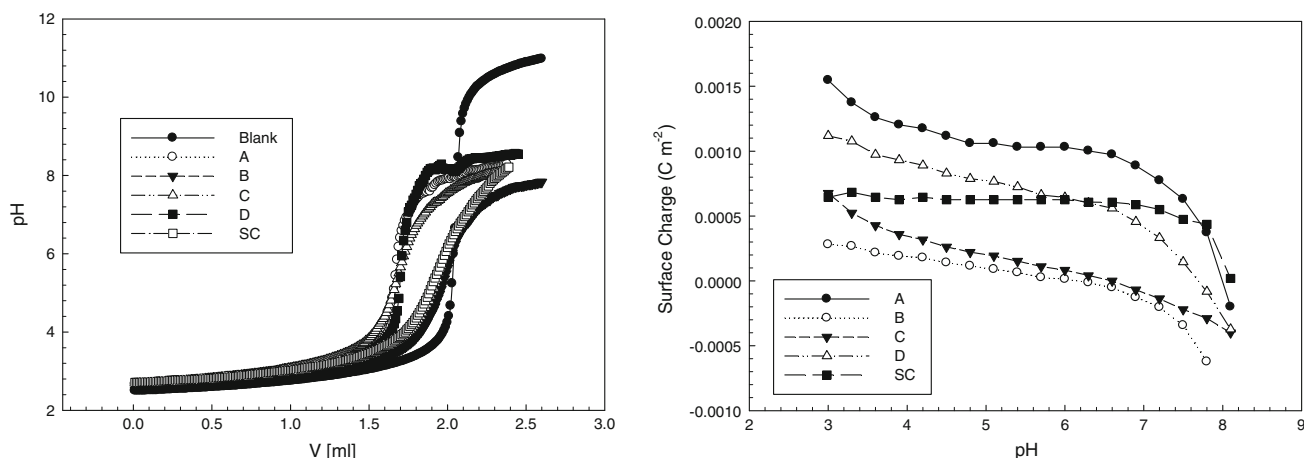 12
10
8
6
4
2
pH
Blank
A
B
C
D
SC
0.0 0.5 1.0 1.5 2.0 2.5 3.0
V [ml]
0.0020
0.0015
0.0010
0.0005
0.0000
-0.0005
-0.0010
Surface Charge (C m⁻²)
A
B
C
D
SC
2 3 4 5 6 7 8 9
pH